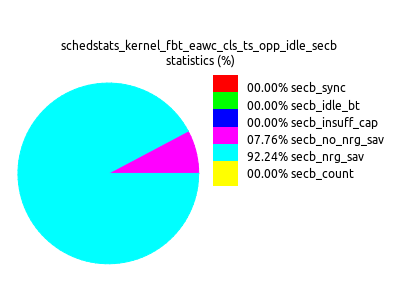 schedstats_kernel_fbt_eawc_cls_ts_opp_idle_secb
statistics (%)
00.00% secb_sync
00.00% secb_idle_bt
00.00% secb_insuff_cap
07.76% secb_no_nrg_sav
92.24% secb_nrg_sav
00.00% secb_count